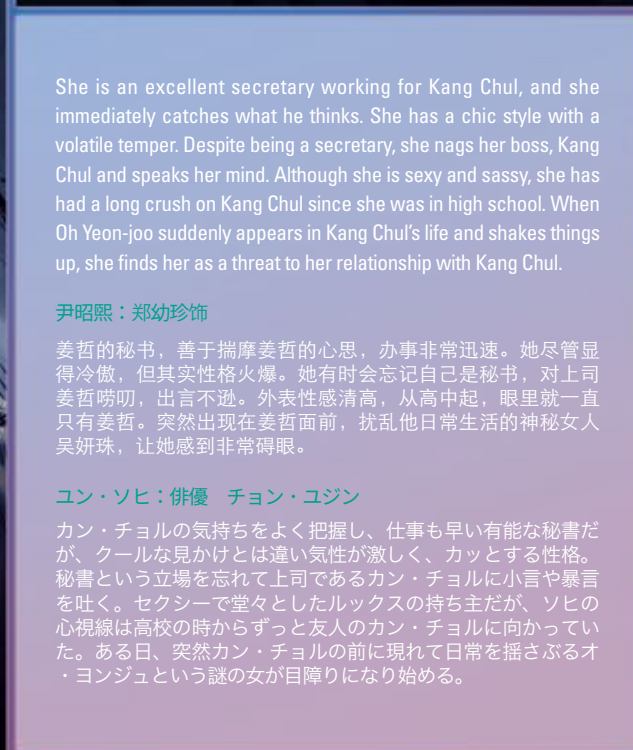 She is an excellent secretary working for Kang Chul, and she
immediately catches what he thinks. She has a chic style with a
volatile temper. Despite being a secretary, she nags her boss, Kang
Chul and speaks her mind. Although she is sexy and sassy, she has
had a long crush on Kang Chul since she was in high school. When
Oh Yeon-joo suddenly appears in Kang Chul's life and shakes things
up, she finds her as a threat to her relationship with Kang Chul.
尹昭熙：郑幼珍饰
姜哲的秘书，善于揣摩姜哲的心思，办事非常迅速。她尽管显
得冷傲，但其实性格火爆。她有时会忘记自己是秘书，对上司
姜哲唠叨，出言不逊。外表性感清高，从高中起，眼里就一直
只有姜哲。突然出现在姜哲面前，扰乱他日常生活的神秘女人
吴妍珠，让她感到非常碍眼。
ユン・ソヒ：俳優　チョン・ユジン
カン・チョルの気持ちをよく把握し、仕事も早い有能な秘書だ
が、クールな見かけとは違い気性が激しく、カッとする性格。
秘書という立場を忘れて上司であるカン・チョルに小言や暴言
を吐く。セクシーで堂々としたルックスの持ち主だが、ソヒの
心視線は高校の時からずっと友人のカン・チョルに向かってい
た。ある日、突然カン・チョルの前に現れて日常を揺さぶるオ
・ヨンジュという謎の女が目障りになり始める。